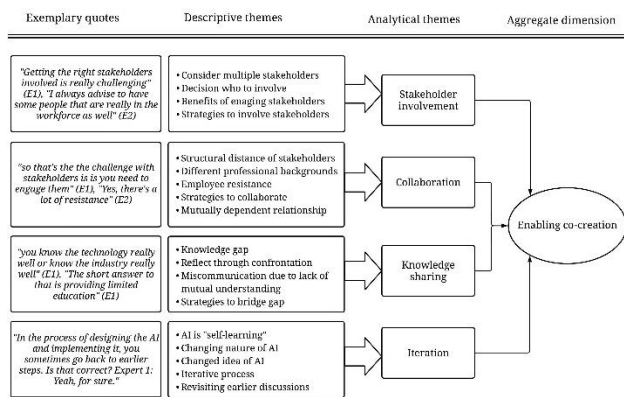 Exemplary quotes
Descriptive themes
Analytical themes
Aggregate dimension
"Getting the right stakeholders
involved is really challenging"
(E1), "I always advise to have
some people that are really in the
workforce as well" (E2)
• Consider multiple stakeholders
• Decision who to involve
• Benefits of enaging stakeholders
• Strategies to involve stakeholders
Stakeholder
involvement
"so that's the the challenge with
stakeholders is is you need to
engage them" (E1), "Yes, there's a
lot of resistance" (E2)
• Structural distance of stakeholders
• Different professional backgrounds
• Employee resistance
• Strategies to collaborate
• Mutually dependent relationship
Collaboration
"you know the technology really
well or know the industry really
well" (E1), "The short answer to
that is providing limited
education" (E1)
• Knowledge gap
• Reflect through confrontation
• Miscommunication due to lack of
mutual understanding
• Strategies to bridge gap
Knowledge
sharing
"In the process of designing the AI
and implementing it, you
sometimes go back to earlier
steps. Is that correct? Expert 1:
Yeah, for sure."
• AI is "self-learning"
• Changing nature of AI
• Changed idea of AI
• Iterative process
• Revisiting earlier discussions
Iteration
Enabling co-creation